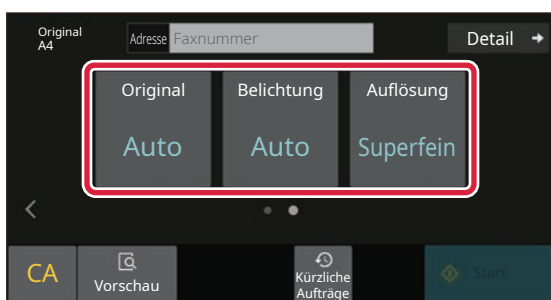 Original
A4
Adresse Faxnummer
Detail
Original Belichtung Auflösung
Auto Auto Superfein
CA
Vorschau
Kürzliche
Aufträge
Start